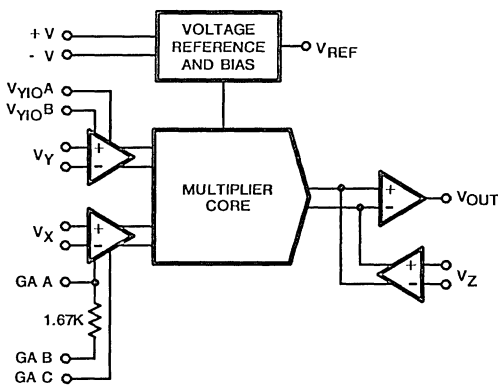 + V
- V
VOLTAGE
REFERENCE
AND BIAS
VREF
VYIOA
VYIOB
VY
+
-
MULTIPLIER
CORE
+
-
VOUT
VX
+
-
+
-
VZ
GA A
1.67K
GA B
GA C